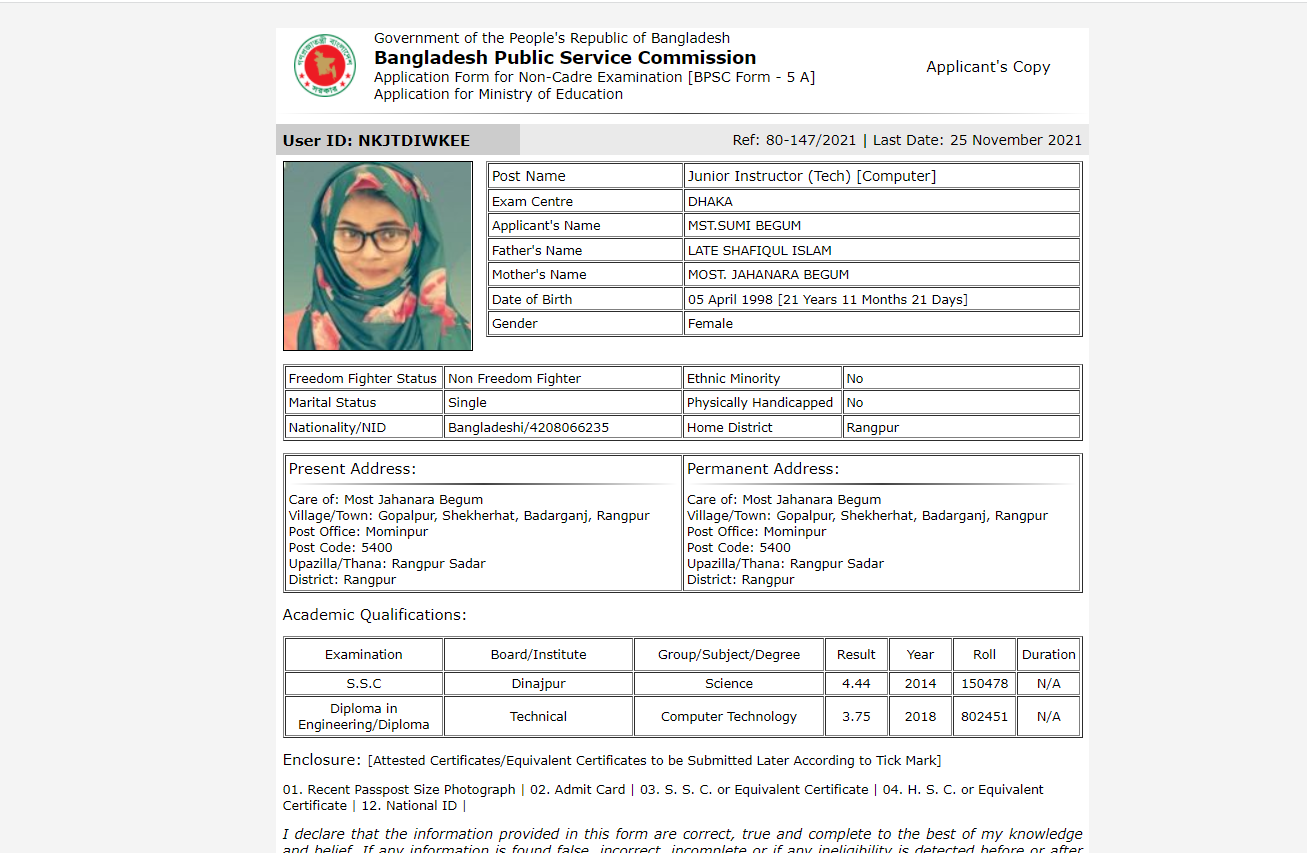 Government of the People's Republic of Bangladesh
Bangladesh Public Service Commission
Application Form for Non-Cadre Examination [BPSC Form - 5 A]
Application for Ministry of Education
Applicant's Copy
User ID: NKJTDIWKEE
Ref: 80-147/2021 | Last Date: 25 November 2021
Post Name Junior Instructor (Tech) [Computer]
Exam Centre DHAKA
Applicant's Name MST.SUMI BEGUM
Father's Name LATE SHAFIQUL ISLAM
Mother's Name MOST. JAHANARA BEGUM
Date of Birth 05 April 1998 [21 Years 11 Months 21 Days]
Gender Female
Freedom Fighter Status Non Freedom Fighter Ethnic Minority No
Marital Status Single Physically Handicapped No
Nationality/NID Bangladeshi/4208066235 Home District Rangpur
Present Address:
Care of: Most Jahanara Begum
Village/Town: Gopalpur, Shekherhat, Badarganj, Rangpur
Post Office: Mominpur
Post Code: 5400
Upazilla/Thana: Rangpur Sadar
District: Rangpur
Permanent Address:
Care of: Most Jahanara Begum
Village/Town: Gopalpur, Shekherhat, Badarganj, Rangpur
Post Office: Mominpur
Post Code: 5400
Upazilla/Thana: Rangpur Sadar
District: Rangpur
Academic Qualifications:
Examination Board/Institute Group/Subject/Degree Result Year Roll Duration
S.S.C Dinajpur Science 4.44 2014 150478 N/A
Diploma in
Engineering/Diploma Technical Computer Technology 3.75 2018 802451 N/A
Enclosure: [Attested Certificates/Equivalent Certificates to be Submitted Later According to Tick Mark]
01. Recent Passpost Size Photograph | 02. Admit Card | 03. S. S. C. or Equivalent Certificate | 04. H. S. C. or Equivalent
Certificate | 12. National ID |
I declare that the information provided in this form are correct, true and complete to the best of my knowledge
and belief. If any information is found false, incorrect, incomplete or if any ineligibility is detected before or after